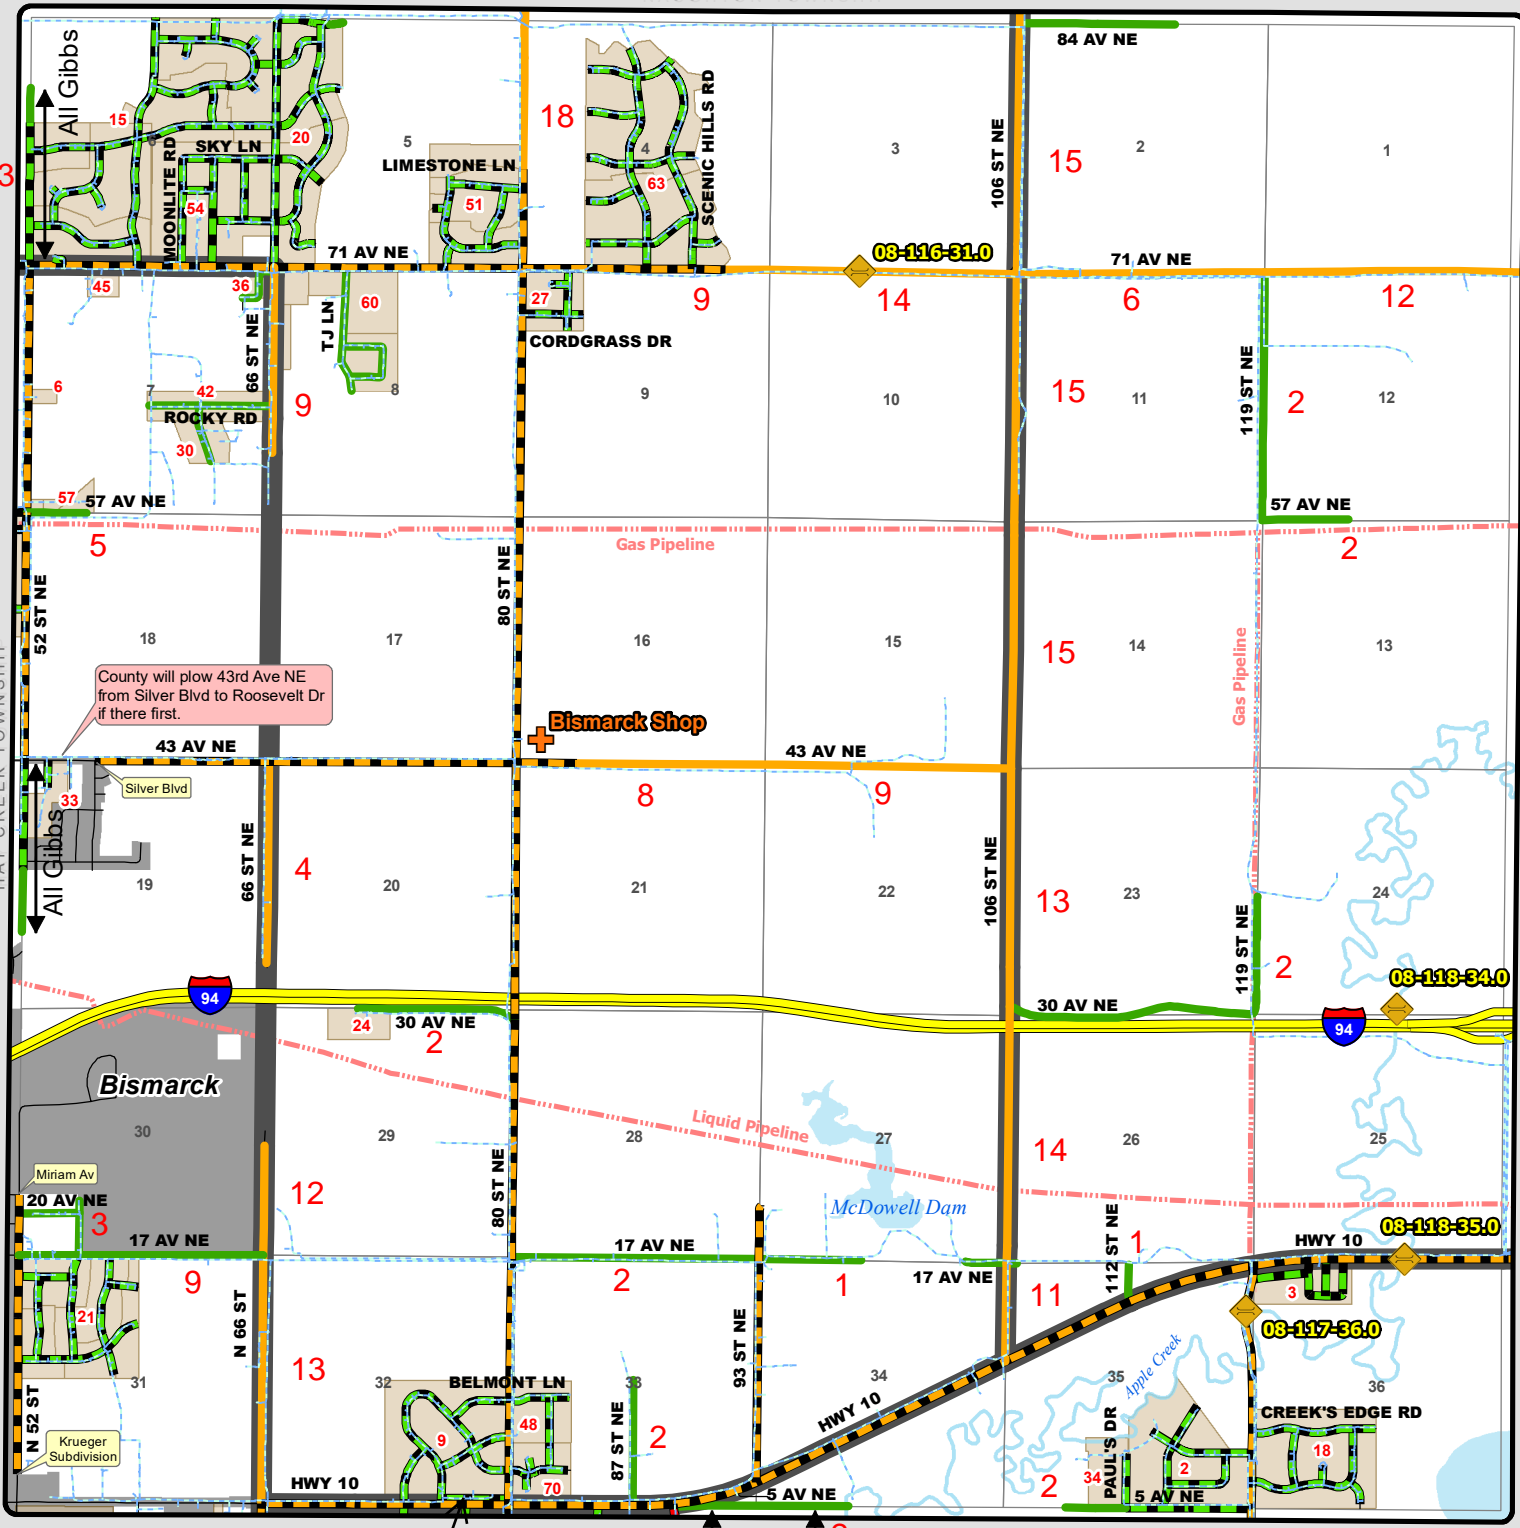 84 AV NE
All Gibbs
15
MOONLITE RD
6
SKY LN
20
54
5
LIMESTONE LN
51
18
4
63
SCENIC HILLS RD
3
106 ST NE
15
2
1
3
71 AV NE
08-116-31.0
71 AV NE
45
36
60
27
9
14
6
12
66 ST NE
TJ LN
CORDGRASS DR
6
7
42
ROCKY RD
30
9
8
9
10
15
11
119 ST NE
2
12
57
57 AV NE
57 AV NE
5
Gas Pipeline
2
52 ST NE
80 ST NE
18
17
16
15
15
14
Gas Pipeline
13
County will plow 43rd Ave NE
from Silver Blvd to Roosevelt Dr
if there first.
Bismarck Shop
43 AV NE
43 AV NE
33
Silver Blvd
All Gibbs
8
9
66 ST NE
4
106 ST NE
19
20
21
22
13
23
24
119 ST NE
2
08-118-34.0
94
30 AV NE
94
24
30 AV NE
2
Bismarck
30
29
28
Liquid Pipeline
27
14
26
25
Miriam Av
20 AV NE
3
12
80 ST NE
McDowell Dam
112 ST NE
1
08-118-35.0
HWY 10
17 AV NE
17 AV NE
17 AV NE
9
2
1
11
3
21
N 66 ST
93 ST NE
08-117-36.0
31
13
32
BELMONT LN
33
34
HWY 10
35
Apple Creek
36
N 52 ST
Krueger
Subdivision
9
48
70
87 ST NE
2
CREEK'S EDGE RD
18
PAUL'S DR
34
2
2
HWY 10
5 AV NE
5 AV NE